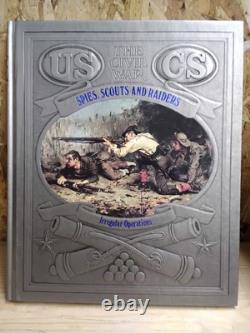 US
THE
CIVIL
WAR
CS
SPIES, SCOUTS AND RAIDERS
Irregular Operations